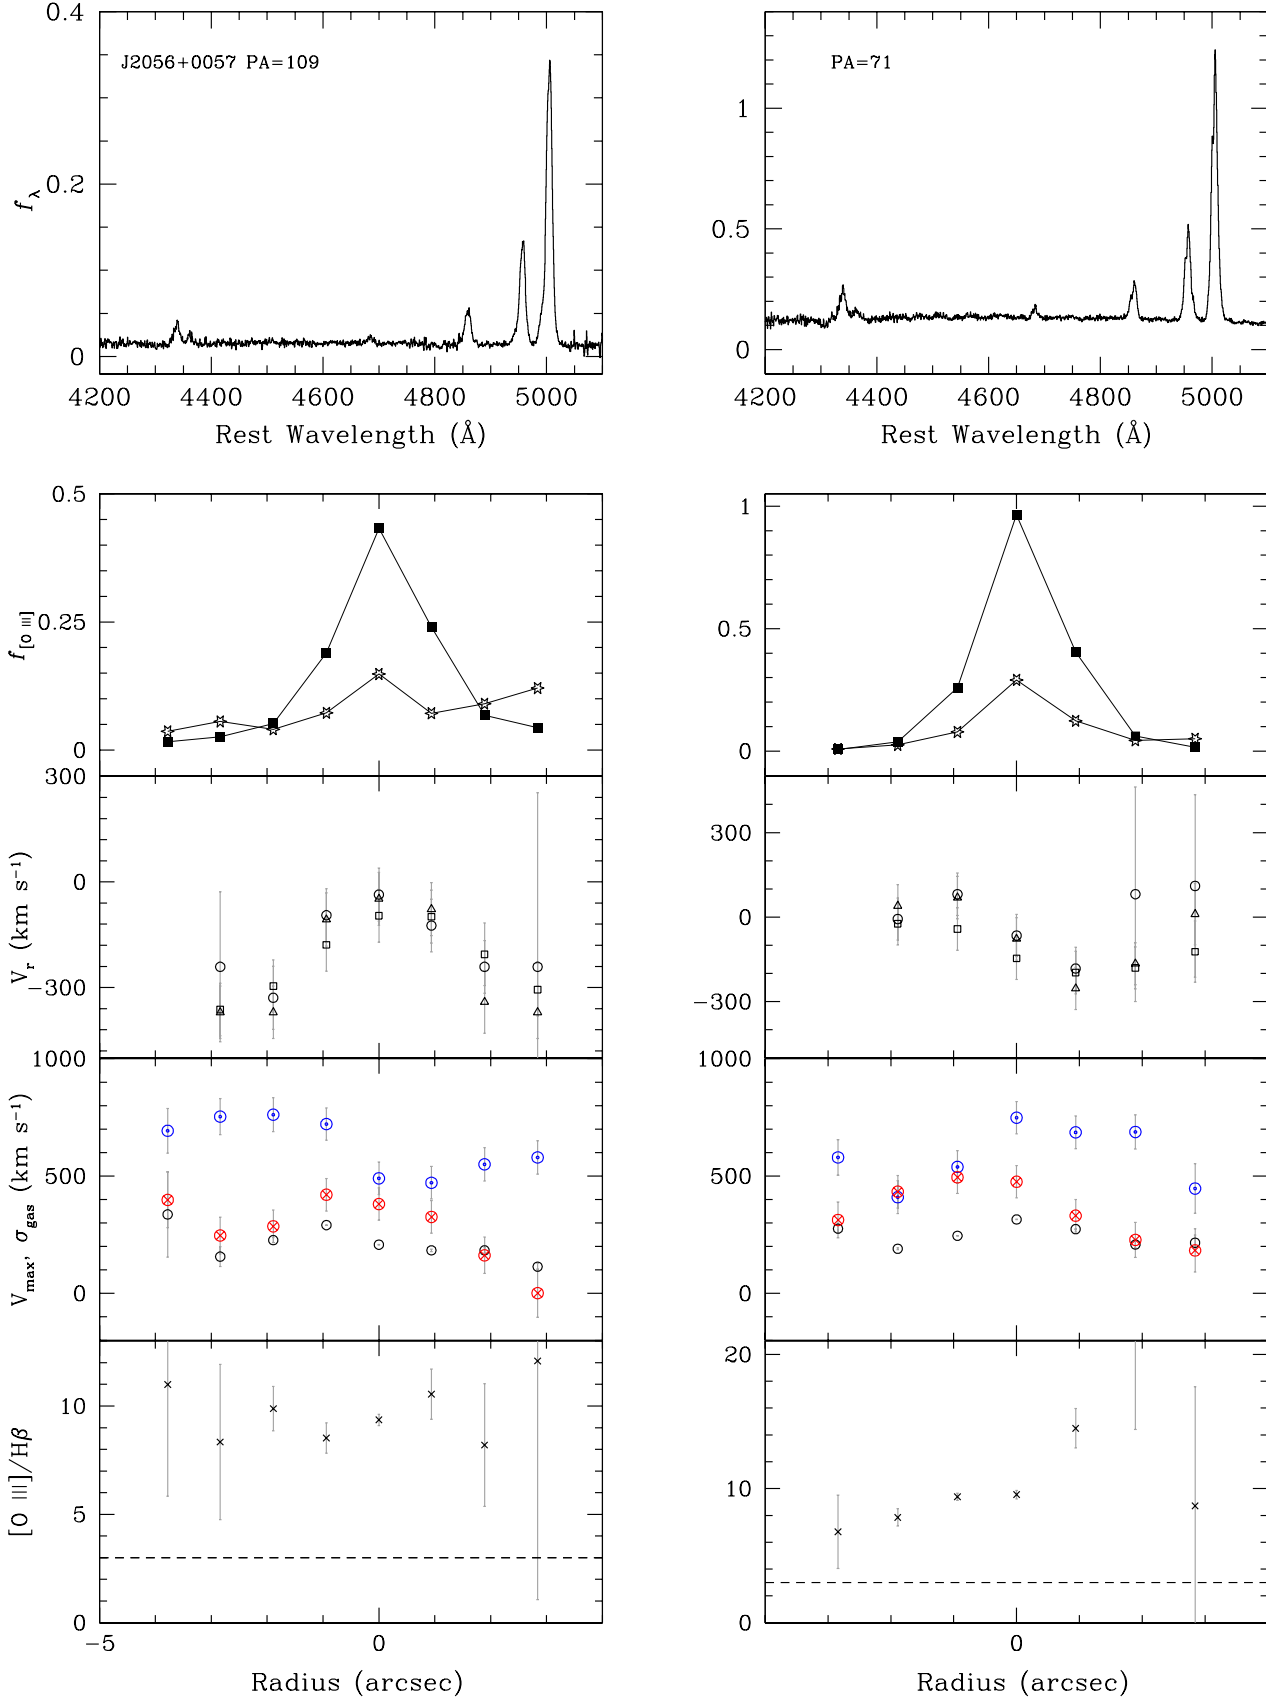 0.4
0.2
0
f λ
J2056+0057 PA=109
4200 4400 4600 4800 5000
Rest Wavelength (Å)
1
0.5
0
PA=71
4200 4400 4600 4800 5000
Rest Wavelength (Å)
0.5
0.25
0
f [O III]
1
0.5
0
300
0
−300
V_r (km s⁻¹)
300
0
−300
1000
500
0
V_max, σ_gas (km s⁻¹)
1000
500
0
10
5
0
[O III]/Hβ
−5 0
Radius (arcsec)
20
10
0
0
Radius (arcsec)